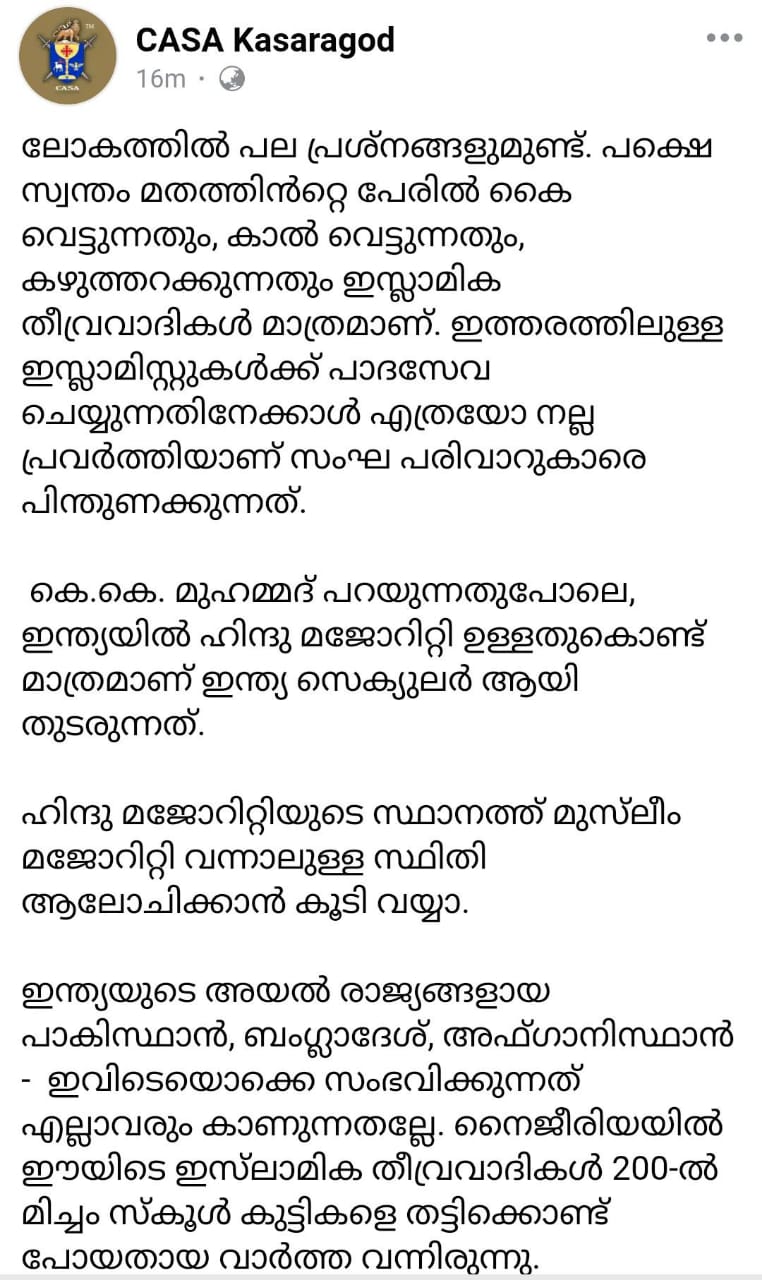 CASA Kasaragod
16m
TM
CASA
ലോകത്തിൽ പല പ്രശ്നങ്ങളുമുണ്ട്. പക്ഷെ
സ്വന്തം മതത്തിൻറ്റെ പേരിൽ കൈ
വെട്ടുന്നതും, കാൽ വെട്ടുന്നതും,
കഴുത്തറക്കുന്നതും ഇസ്ലാമിക
തീവ്രവാദികൾ മാത്രമാണ്. ഇത്തരത്തിലുള്ള
ഇസ്ലാമിസ്റ്റുകൾക്ക് പാദസേവ
ചെയ്യുന്നതിനേക്കാൾ എത്രയോ നല്ല
പ്രവർത്തിയാണ് സംഘ പരിവാറുകാരെ
പിന്തുണക്കുന്നത്.
കെ.കെ. മുഹമ്മദ് പറയുന്നതുപോലെ,
ഇന്ത്യയിൽ ഹിന്ദു മജോറിറ്റി ഉള്ളതുകൊണ്ട്
മാത്രമാണ് ഇന്ത്യ സെക്യുലർ ആയി
തുടരുന്നത്.
ഹിന്ദു മജോറിറ്റിയുടെ സ്ഥാനത്ത് മുസ്‌ലീം
മജോറിറ്റി വന്നാലുള്ള സ്ഥിതി
ആലോചിക്കാൻ കൂടി വയ്യാ.
ഇന്ത്യയുടെ അയൽ രാജ്യങ്ങളായ
പാകിസ്ഥാൻ, ബംഗ്ലാദേശ്, അഫ്ഗാനിസ്ഥാൻ
- ഇവിടെയൊക്കെ സംഭവിക്കുന്നത്
എല്ലാവരും കാണുന്നതല്ലേ. നൈജീരിയയിൽ
ഈയിടെ ഇസ്‌ലാമിക തീവ്രവാദികൾ 200-ൽ
മിച്ചം സ്കൂൾ കുട്ടികളെ തട്ടിക്കൊണ്ട്
പോയതായ വാർത്ത വന്നിരുന്നു.